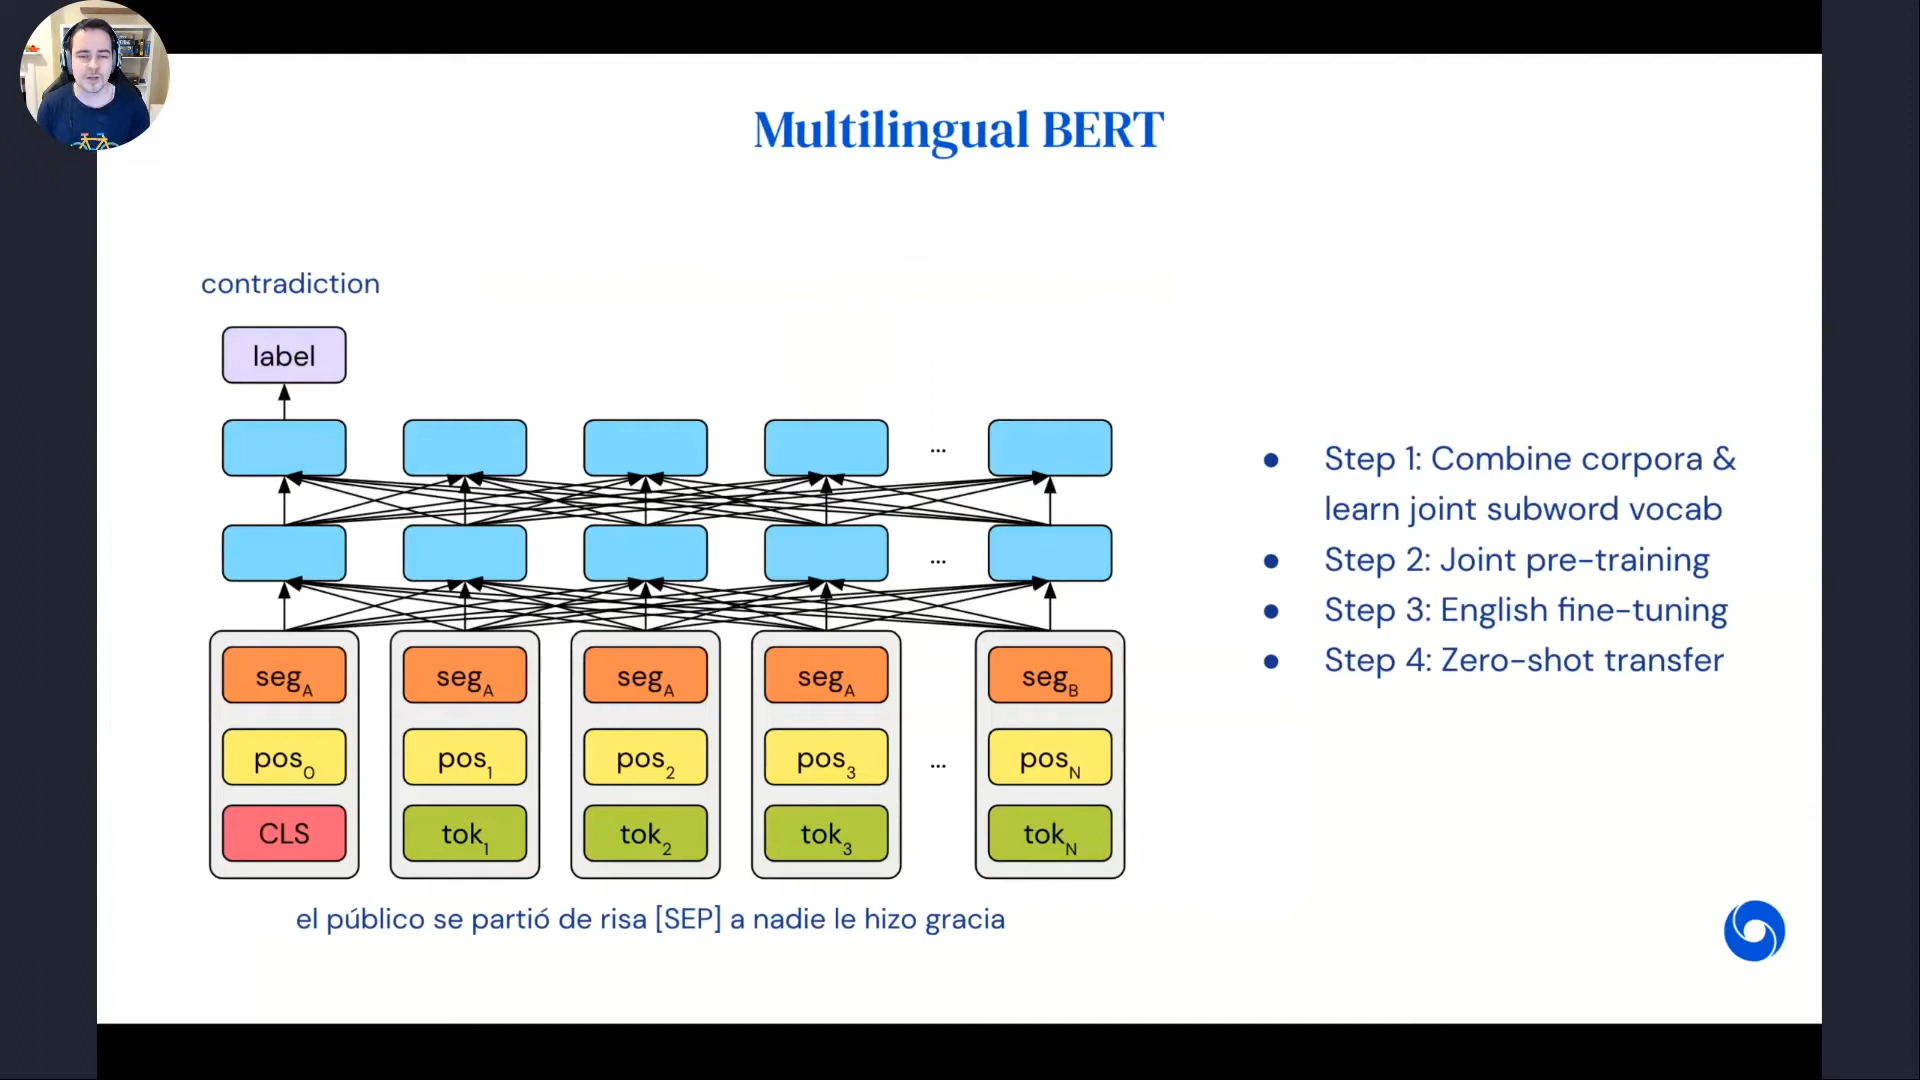 Multilingual BERT
contradiction
label
...
...
seg_A seg_A seg_A seg_A seg_B
pos_0 pos_1 pos_2 pos_3 ... pos_N
CLS tok_1 tok_2 tok_3 tok_N
el público se partió de risa [SEP] a nadie le hizo gracia
● Step 1: Combine corpora &
learn joint subword vocab
● Step 2: Joint pre-training
● Step 3: English fine-tuning
● Step 4: Zero-shot transfer